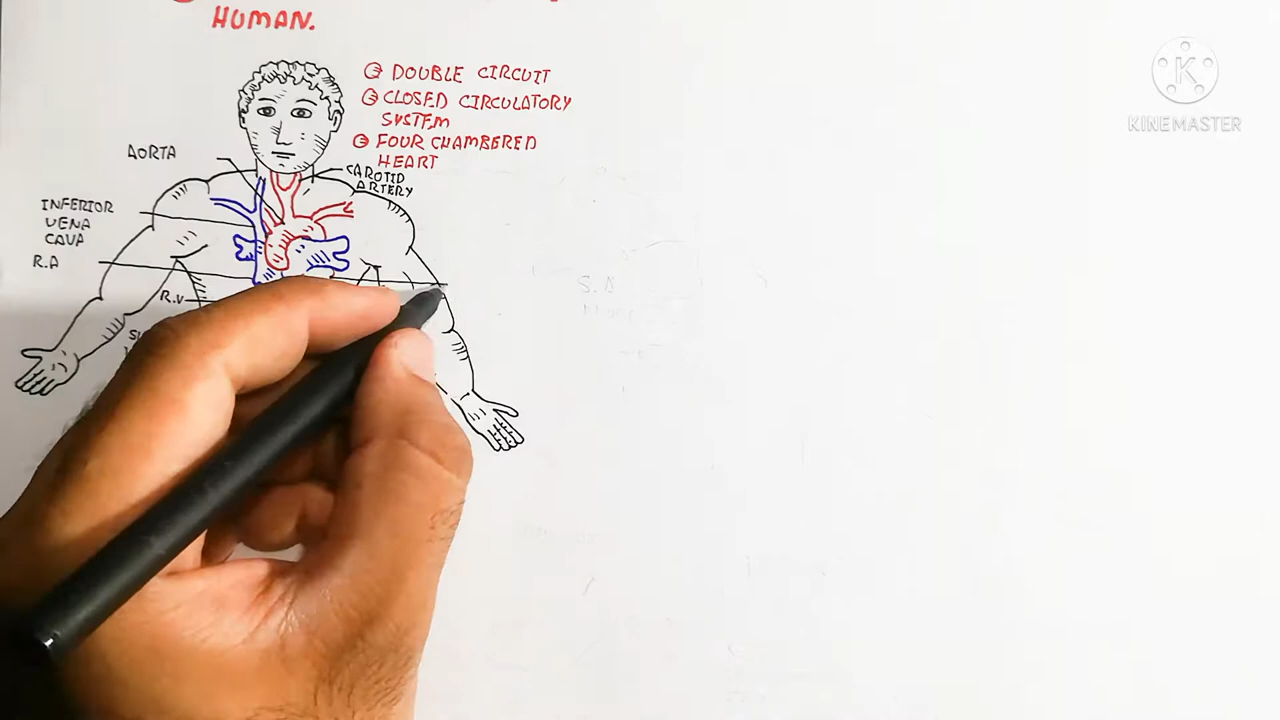 HUMAN.
DOUBLE CIRCUIT
CLOSED CIRCULATORY
SYSTEM
FOUR CHAMBERED
HEART
AORTA
CAROTID
ARTERY
INFERIOR
VENA
CAVA
R.A
R.V
S.A
KINEMASTER